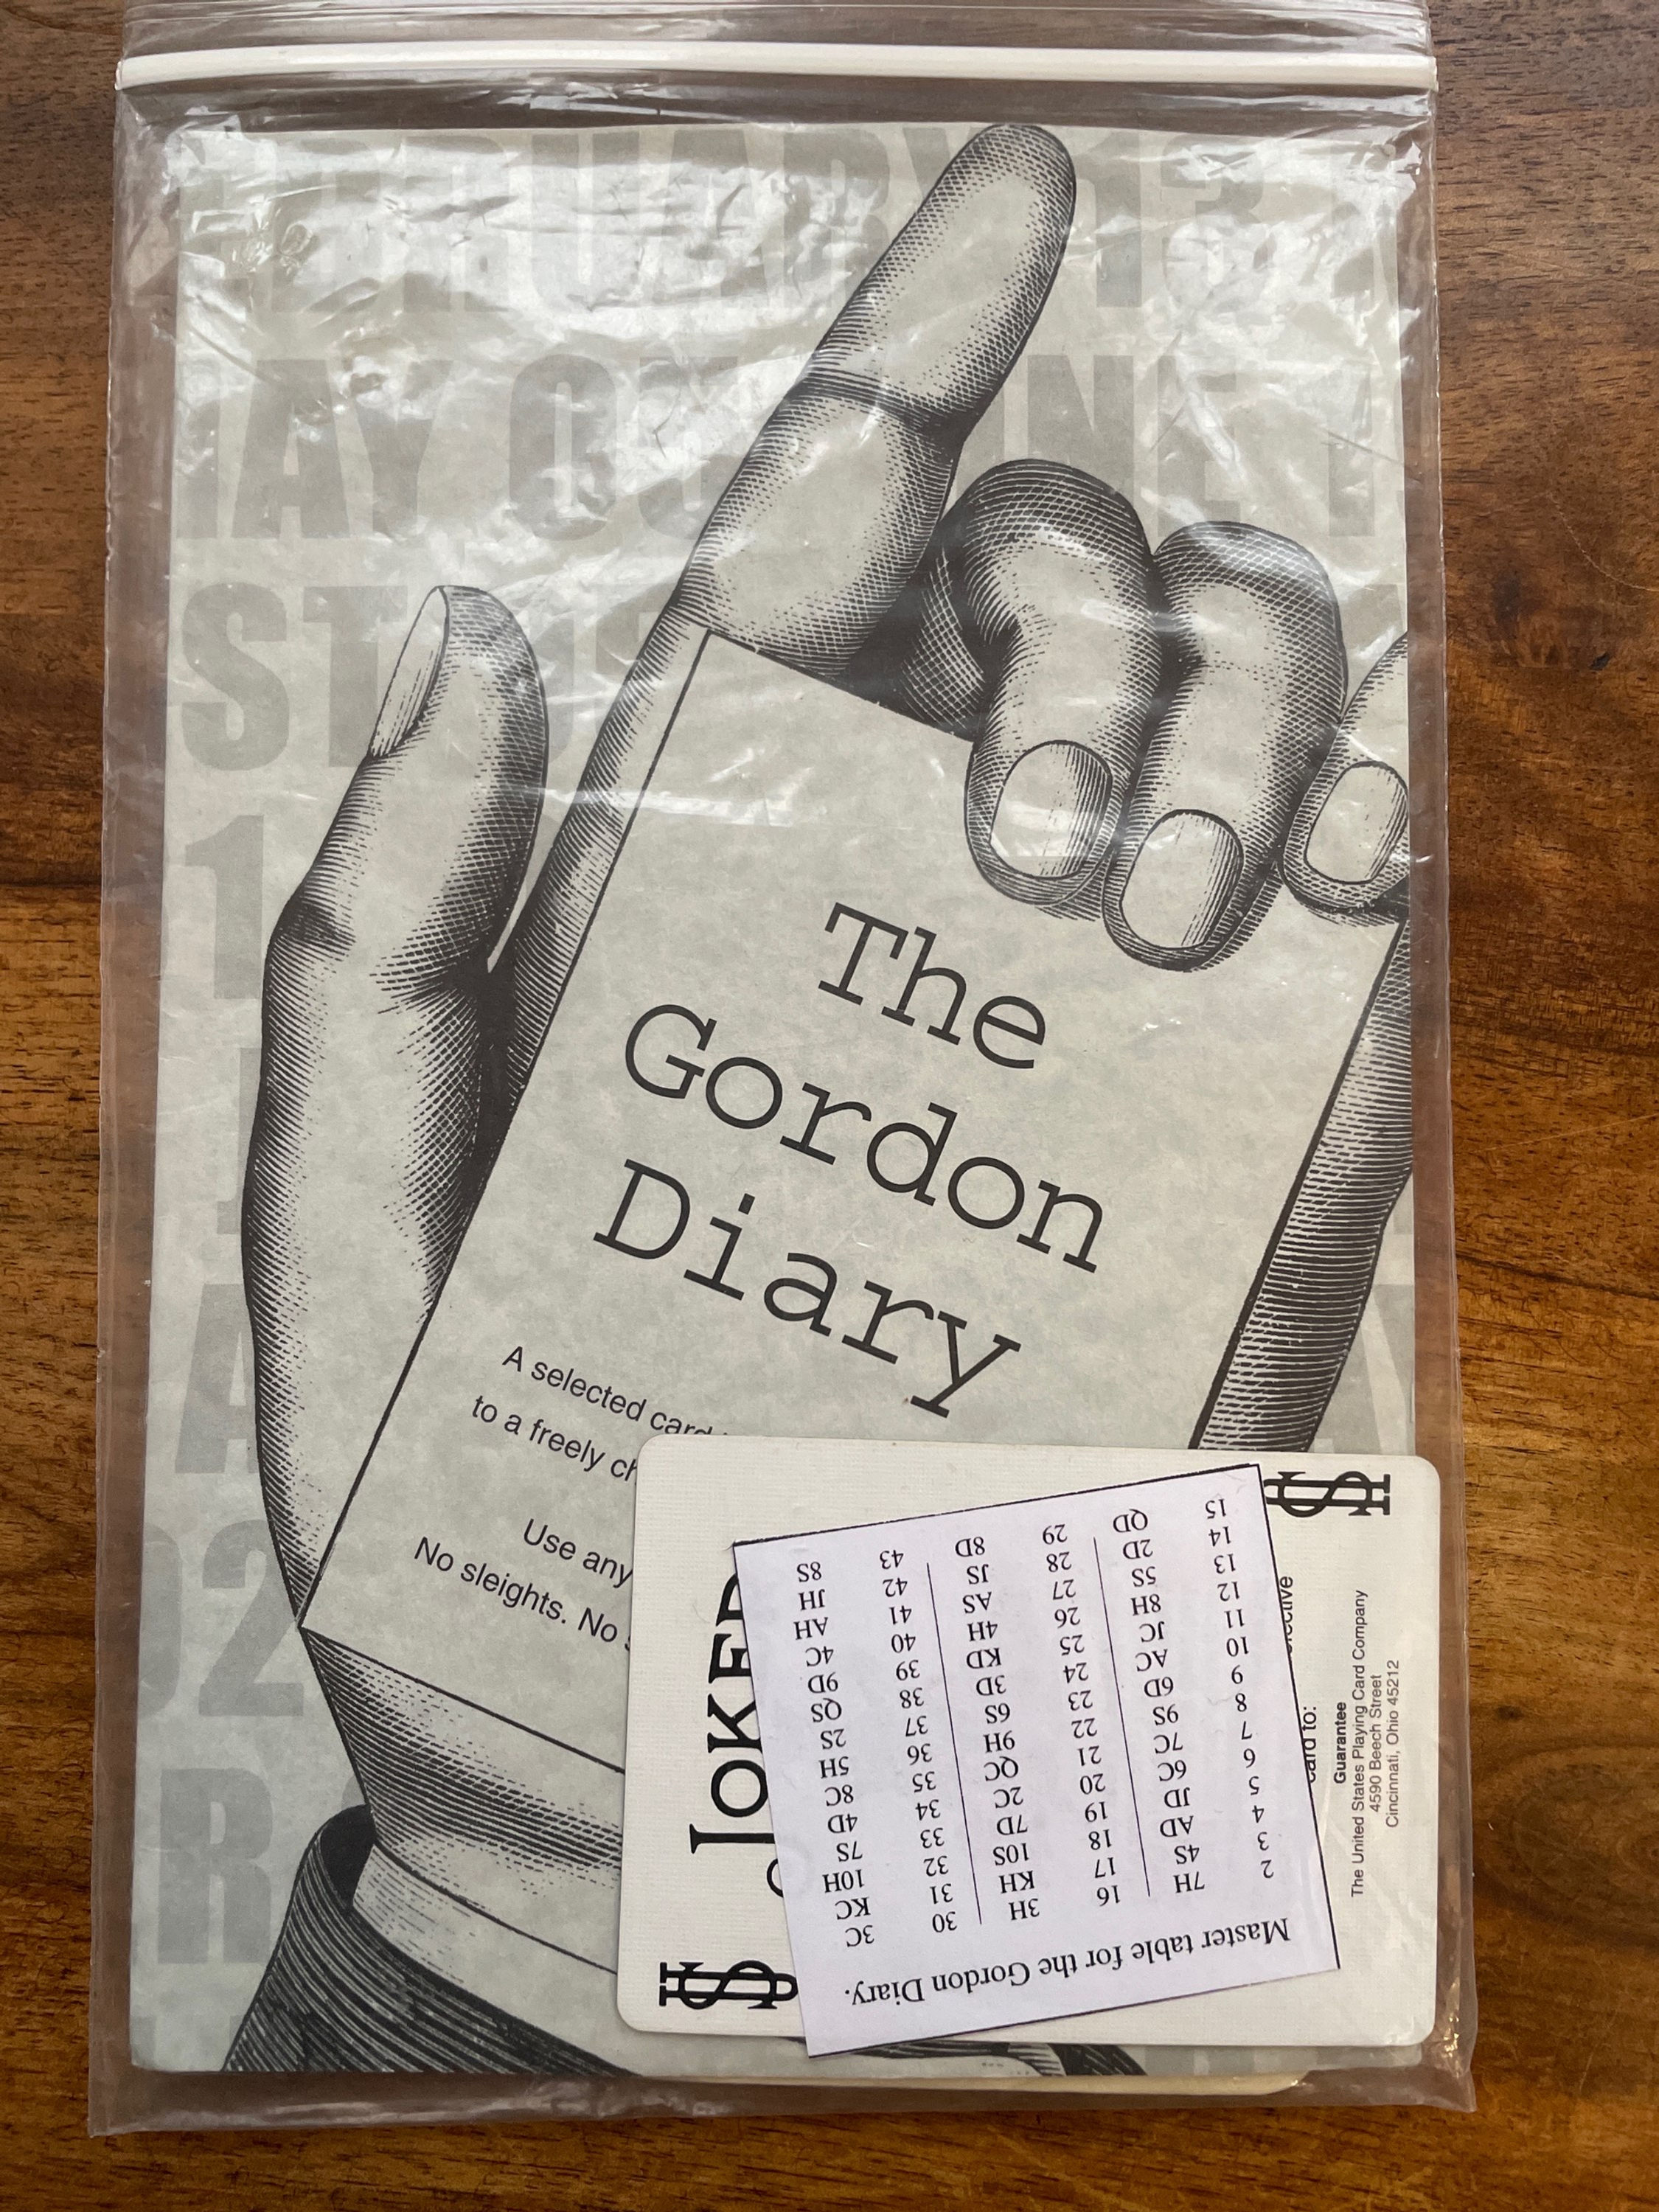 The
Gordon
Diary
A selected card
to a freely
Use any
No sleights. No
JOKER
card to:
Guarantee
The United States Playing Card Company
4590 Beech Street
Cincinnati, Ohio 45212
Master table for the Gordon Diary.
2 7H 16 3H 30 3C
3 4S 17 KH 31 KC
4 AD 18 10S 32 10H
5 JD 19 7D 33 7S
6 6C 20 2C 34 4D
7 7C 21 QC 35 8C
8 9S 22 9H 36 5H
9 6D 23 6S 37 2S
10 AC 24 3D 38 QS
11 JC 25 KD 39 9D
12 8H 26 4H 40 4C
13 5S 27 AS 41 AH
14 2D 28 JS 42 JH
15 QD 29 8D 43 8S